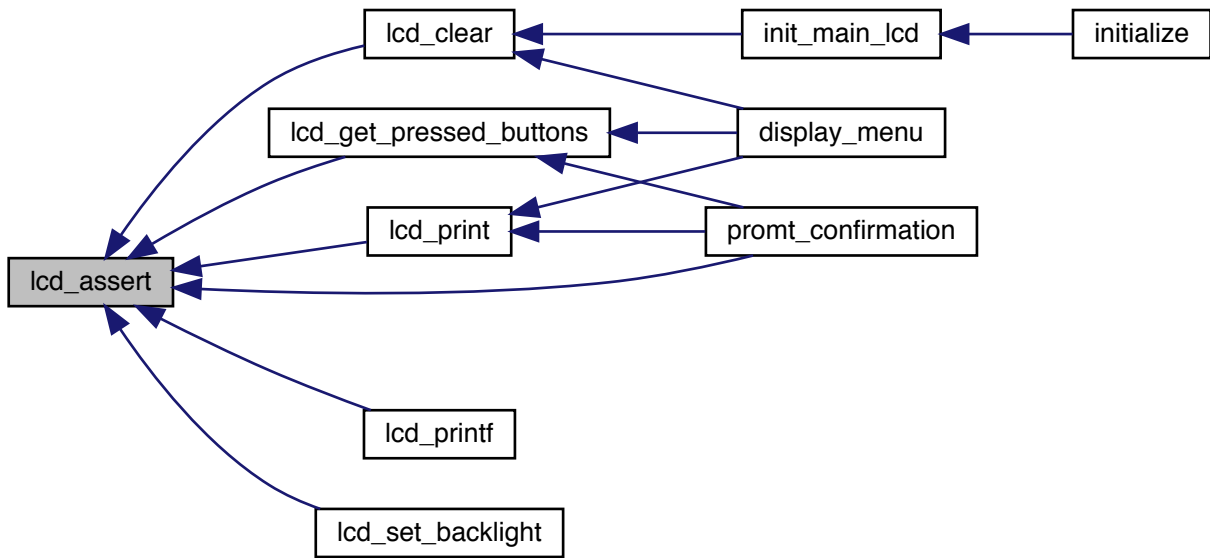 lcd_clear
init_main_lcd
initialize
lcd_get_pressed_buttons
display_menu
lcd_print
promt_confirmation
lcd_assert
lcd_printf
lcd_set_backlight